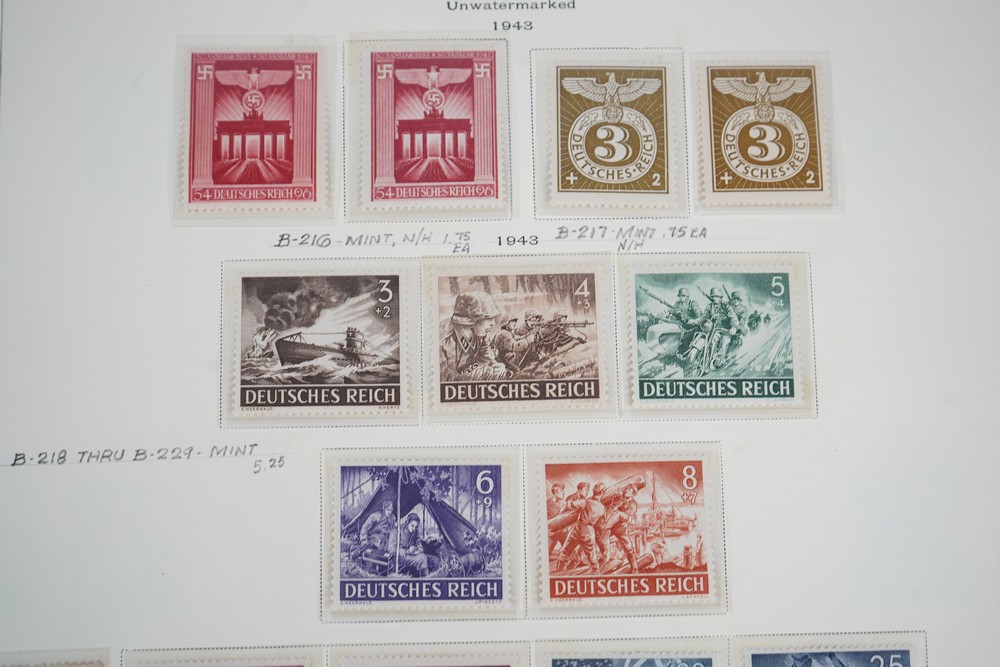 Unwatermarked
1943
54 DEUTSCHES REICH 96
54 DEUTSCHES REICH 96
3
DEUTSCHES REICH
+ 2
3
DEUTSCHES REICH
+ 2
B-216-MINT, N/H 1.75
EA
1943
B-217-MINT .75 EA
N/H
3
+2
DEUTSCHES REICH
4
+3
DEUTSCHES REICH
5
+4
DEUTSCHES REICH
B-218 THRU B-229-MINT
5.25
6
+9
DEUTSCHES REICH
8
+7
DEUTSCHES REICH
25